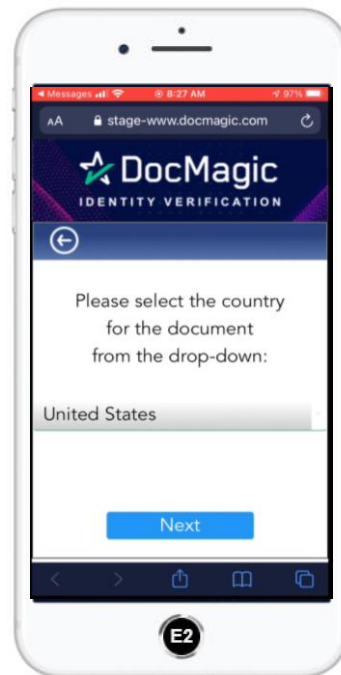 Messages 8:27 AM 97%
AA stage-www.docmagic.com
DocMagic
IDENTITY VERIFICATION
Please select the country
for the document
from the drop-down:
United States
Next
E2